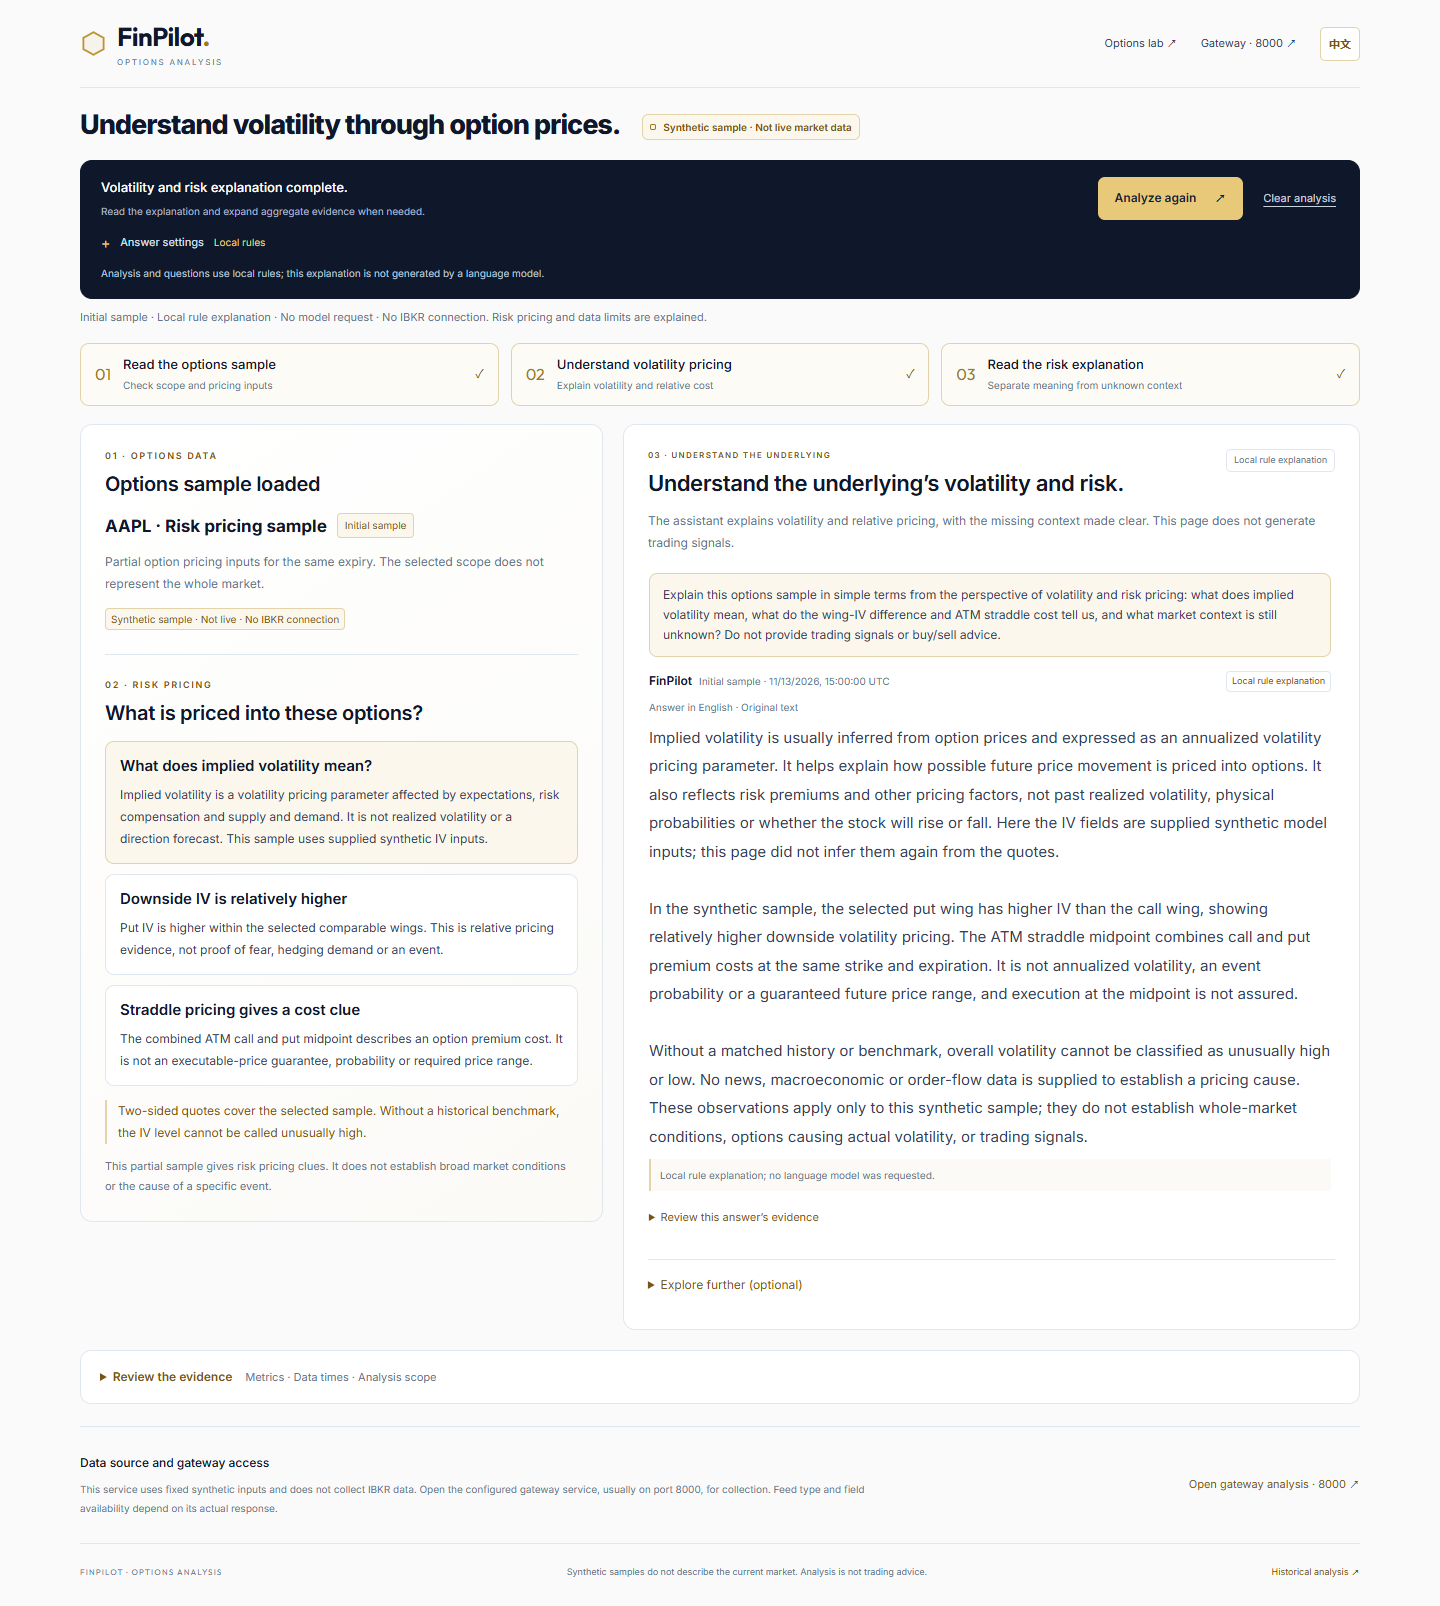 FinPilot.
OPTIONS ANALYSIS
Options lab ↗
Gateway · 8000 ↗
中文
Understand volatility through option prices.
Synthetic sample · Not live market data
Volatility and risk explanation complete.
Read the explanation and expand aggregate evidence when needed.
+ Answer settings Local rules
Analysis and questions use local rules; this explanation is not generated by a language model.
Analyze again ↗
Clear analysis
Initial sample · Local rule explanation · No model request · No IBKR connection. Risk pricing and data limits are explained.
01 Read the options sample ✓
Check scope and pricing inputs
02 Understand volatility pricing ✓
Explain volatility and relative cost
03 Read the risk explanation ✓
Separate meaning from unknown context
01 · OPTIONS DATA
Options sample loaded
AAPL · Risk pricing sample Initial sample
Partial option pricing inputs for the same expiry. The selected scope does not
represent the whole market.
Synthetic sample · Not live · No IBKR connection
02 · RISK PRICING
What is priced into these options?
What does implied volatility mean?
Implied volatility is a volatility pricing parameter affected by expectations, risk
compensation and supply and demand. It is not realized volatility or a
direction forecast. This sample uses supplied synthetic IV inputs.
Downside IV is relatively higher
Put IV is higher within the selected comparable wings. This is relative pricing
evidence, not proof of fear, hedging demand or an event.
Straddle pricing gives a cost clue
The combined ATM call and put midpoint describes an option premium cost. It
is not an executable-price guarantee, probability or required price range.
Two-sided quotes cover the selected sample. Without a historical benchmark,
the IV level cannot be called unusually high.
This partial sample gives risk pricing clues. It does not establish broad market conditions
or the cause of a specific event.
03 · UNDERSTAND THE UNDERLYING
Local rule explanation
Understand the underlying’s volatility and risk.
The assistant explains volatility and relative pricing, with the missing context made clear. This page does not generate
trading signals.
Explain this options sample in simple terms from the perspective of volatility and risk pricing: what does implied
volatility mean, what do the wing-IV difference and ATM straddle cost tell us, and what market context is still
unknown? Do not provide trading signals or buy/sell advice.
FinPilot Initial sample · 11/13/2026, 15:00:00 UTC
Local rule explanation
Answer in English · Original text
Implied volatility is usually inferred from option prices and expressed as an annualized volatility
pricing parameter. It helps explain how possible future price movement is priced into options. It
also reflects risk premiums and other pricing factors, not past realized volatility, physical
probabilities or whether the stock will rise or fall. Here the IV fields are supplied synthetic model
inputs; this page did not infer them again from the quotes.
In the synthetic sample, the selected put wing has higher IV than the call wing, showing
relatively higher downside volatility pricing. The ATM straddle midpoint combines call and put
premium costs at the same strike and expiration. It is not annualized volatility, an event
probability or a guaranteed future price range, and execution at the midpoint is not assured.
Without a matched history or benchmark, overall volatility cannot be classified as unusually high
or low. No news, macroeconomic or order-flow data is supplied to establish a pricing cause.
These observations apply only to this synthetic sample; they do not establish whole-market
conditions, options causing actual volatility, or trading signals.
Local rule explanation; no language model was requested.
▶ Review this answer’s evidence
▶ Explore further (optional)
▶ Review the evidence Metrics · Data times · Analysis scope
Data source and gateway access
This service uses fixed synthetic inputs and does not collect IBKR data. Open the configured gateway service, usually on port 8000, for collection. Feed type and field
availability depend on its actual response.
Open gateway analysis · 8000 ↗
FINPILOT · OPTIONS ANALYSIS
Synthetic samples do not describe the current market. Analysis is not trading advice.
Historical analysis ↗